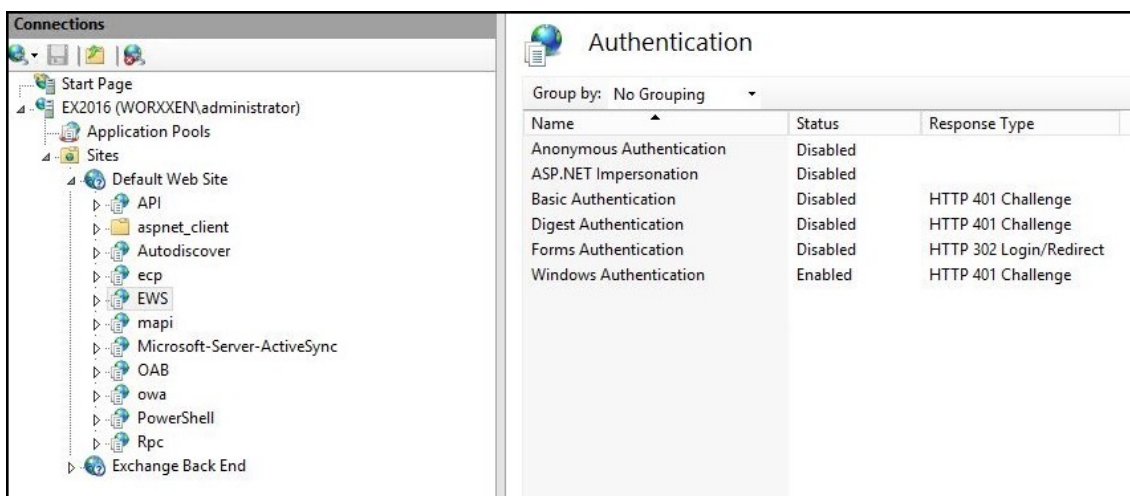 Connections
Start Page
EX2016 (WORXXEN\administrator)
Application Pools
Sites
Default Web Site
API
aspnet_client
Autodiscover
ecp
EWS
mapi
Microsoft-Server-ActiveSync
OAB
owa
PowerShell
Rpc
Exchange Back End
Authentication
Group by: No Grouping
Name Status Response Type
Anonymous Authentication Disabled
ASP.NET Impersonation Disabled
Basic Authentication Disabled HTTP 401 Challenge
Digest Authentication Disabled HTTP 401 Challenge
Forms Authentication Disabled HTTP 302 Login/Redirect
Windows Authentication Enabled HTTP 401 Challenge